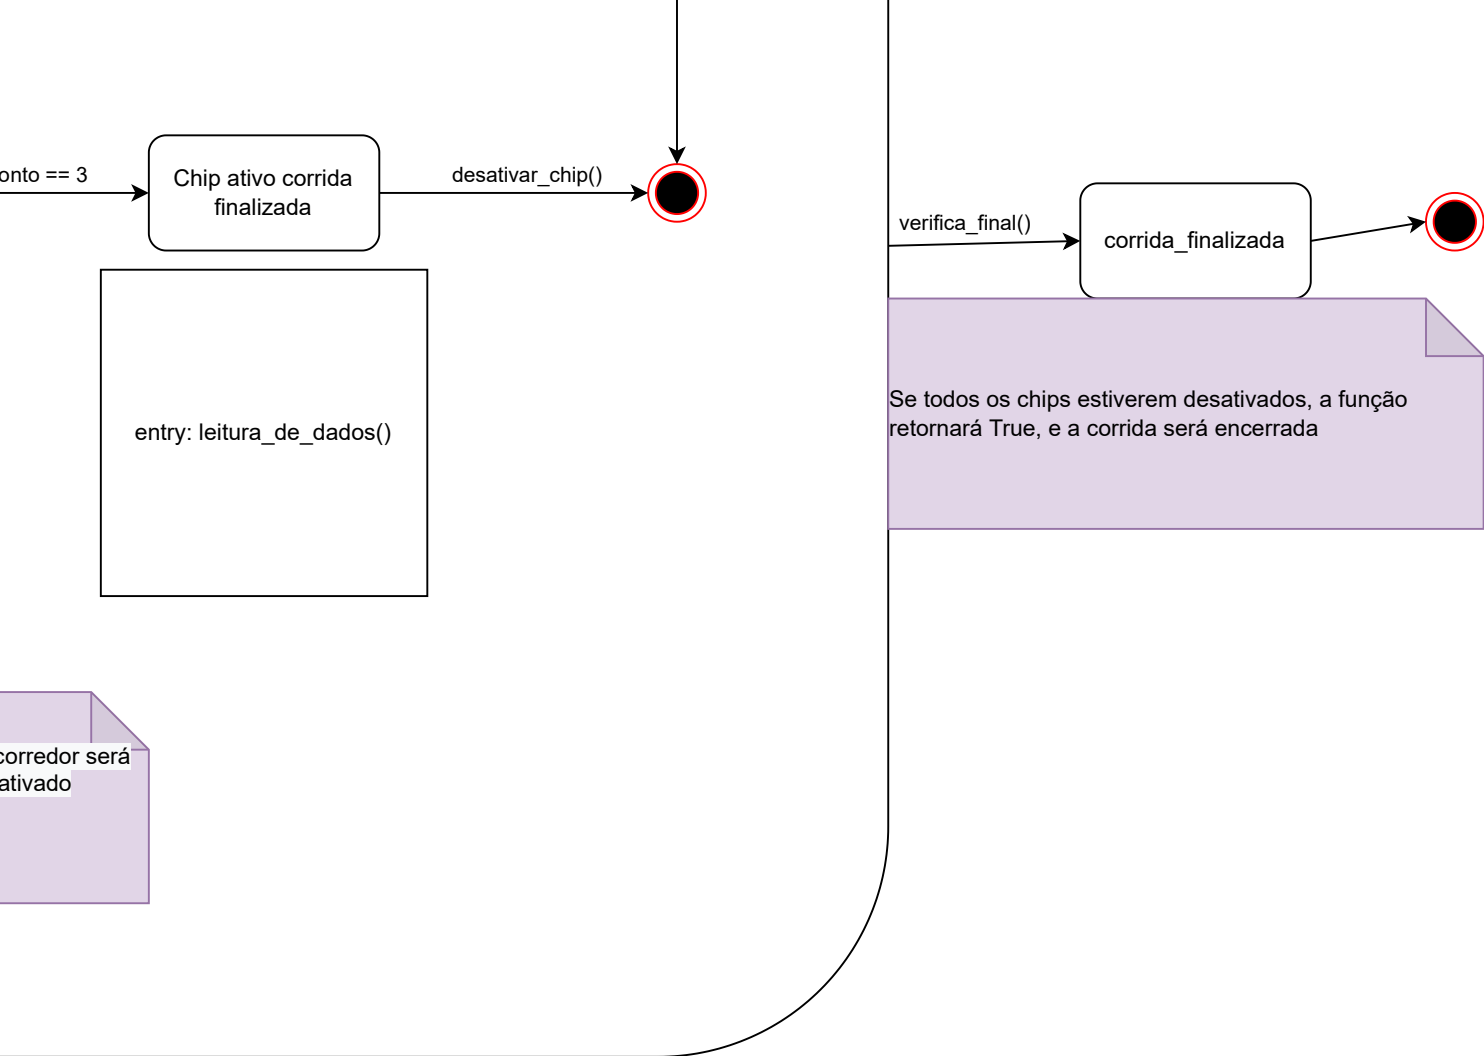 onto == 3
Chip ativo corrida
finalizada
desativar_chip()
verifica_final()
corrida_finalizada
entry: leitura_de_dados()
Se todos os chips estiverem desativados, a função
retornará True, e a corrida será encerrada
corredor será
ativado